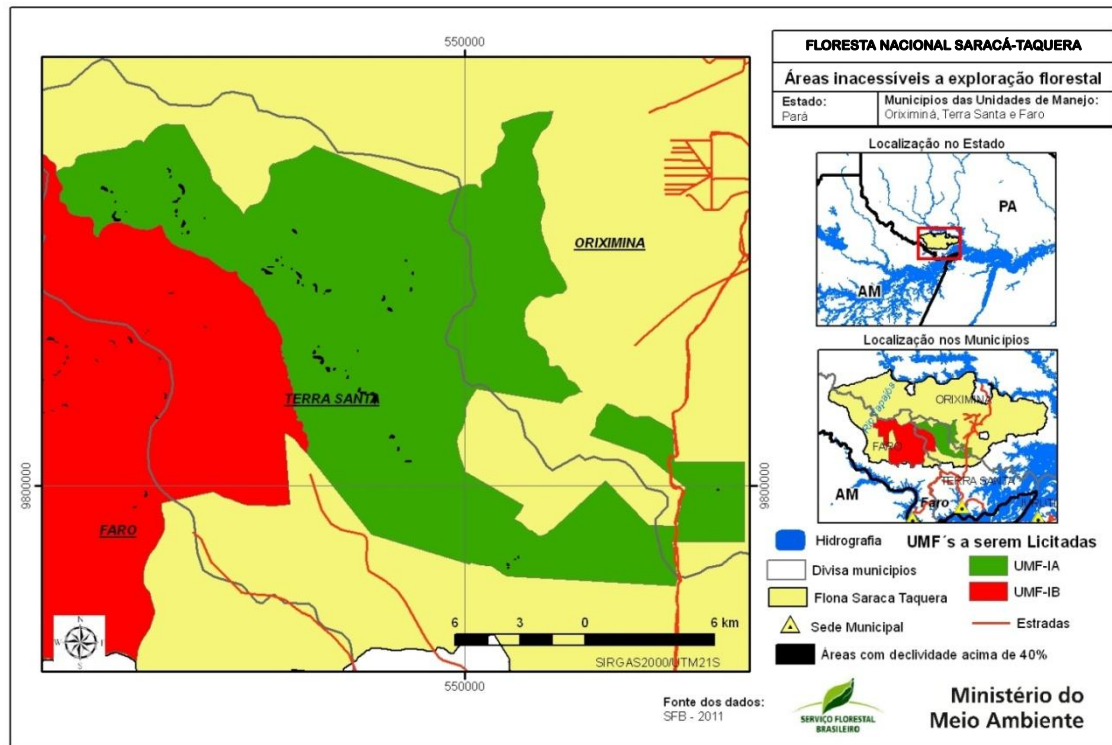 FLORESTA NACIONAL SARACÁ-TAQUERA
Áreas inacessíveis a exploração florestal
Estado:
Pará
Municípios das Unidades de Manejo:
Oriximiná, Terra Santa e Faro
550000
ORIXIMINA
TERRA SANTA
FARO
9800000
9800000
N
W
E
S
6 3 0 6 km
SIRGAS2000/UTM21S
550000
Localização no Estado
PA
AM
Localização nos Municípios
ORIXIMINA
FARO
TERRA SANTA
AM
Faro
Hidrografia
Divisa municipios
Flona Saraca Taquera
Sede Municipal
Áreas com declividade acima de 40%
UMF´s a serem Licitadas
UMF-IA
UMF-IB
Estradas
Fonte dos dados:
SFB - 2011
SERVIÇO FLORESTAL
BRASILEIRO
Ministério do
Meio Ambiente